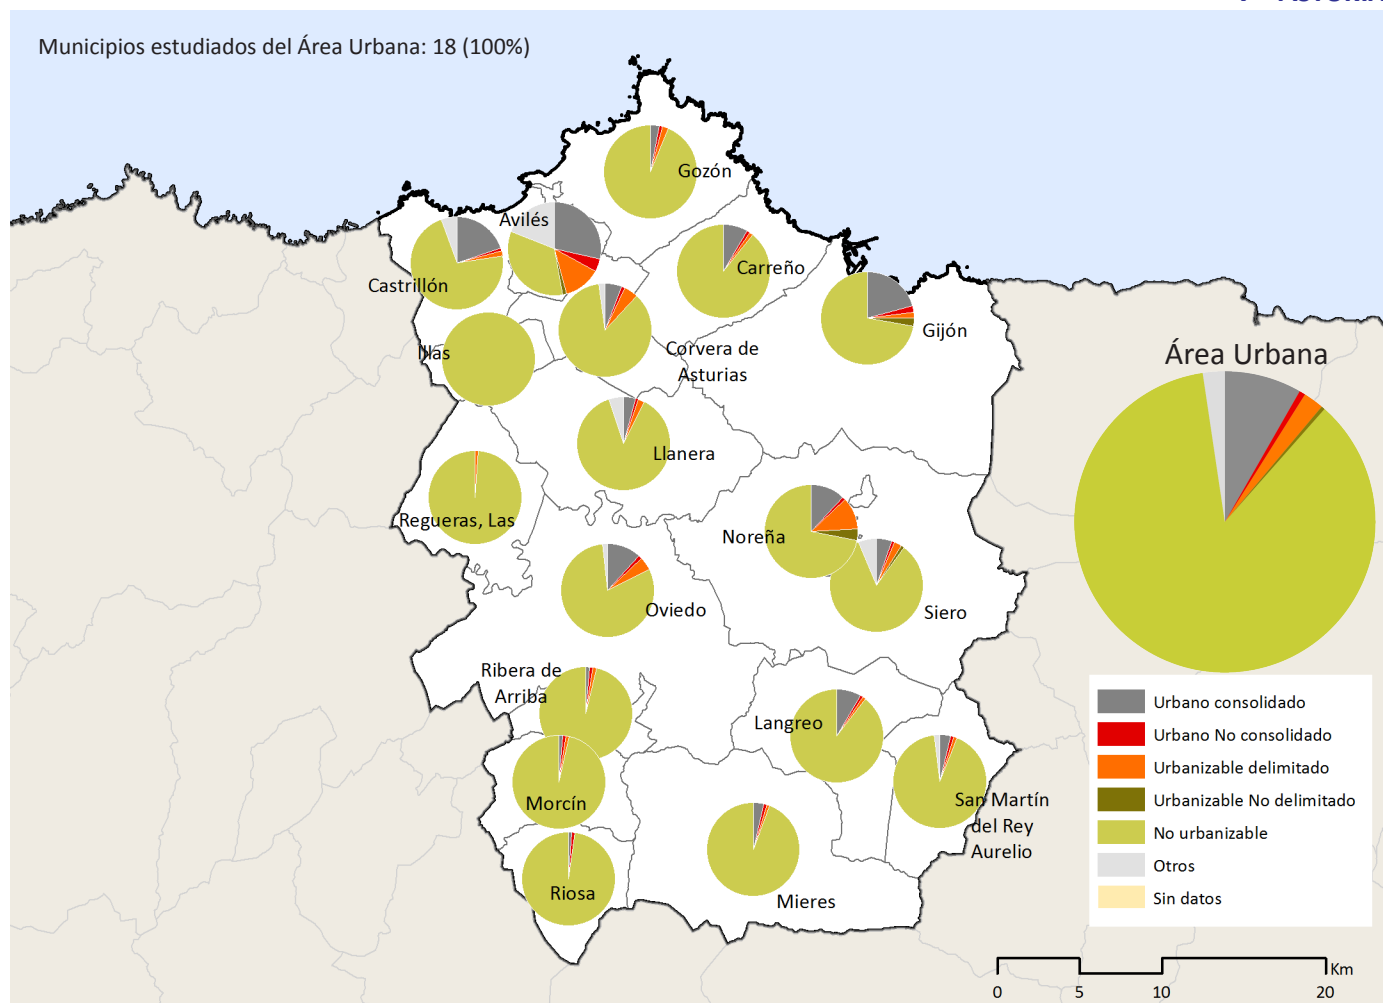 Municipios estudiados del Área Urbana: 18 (100%)
Gozón
Avilés
Carreño
Castrillón
Gijón
Illas
Corvera de
Asturias
Área Urbana
Llanera
Regueras, Las
Noreña
Oviedo
Siero
Ribera de
Arriba
Langreo
Morcín
San Martín
del Rey
Aurelio
Riosa
Mieres
Urbano consolidado
Urbano No consolidado
Urbanizable delimitado
Urbanizable No delimitado
No urbanizable
Otros
Sin datos
Km
0 5 10 20